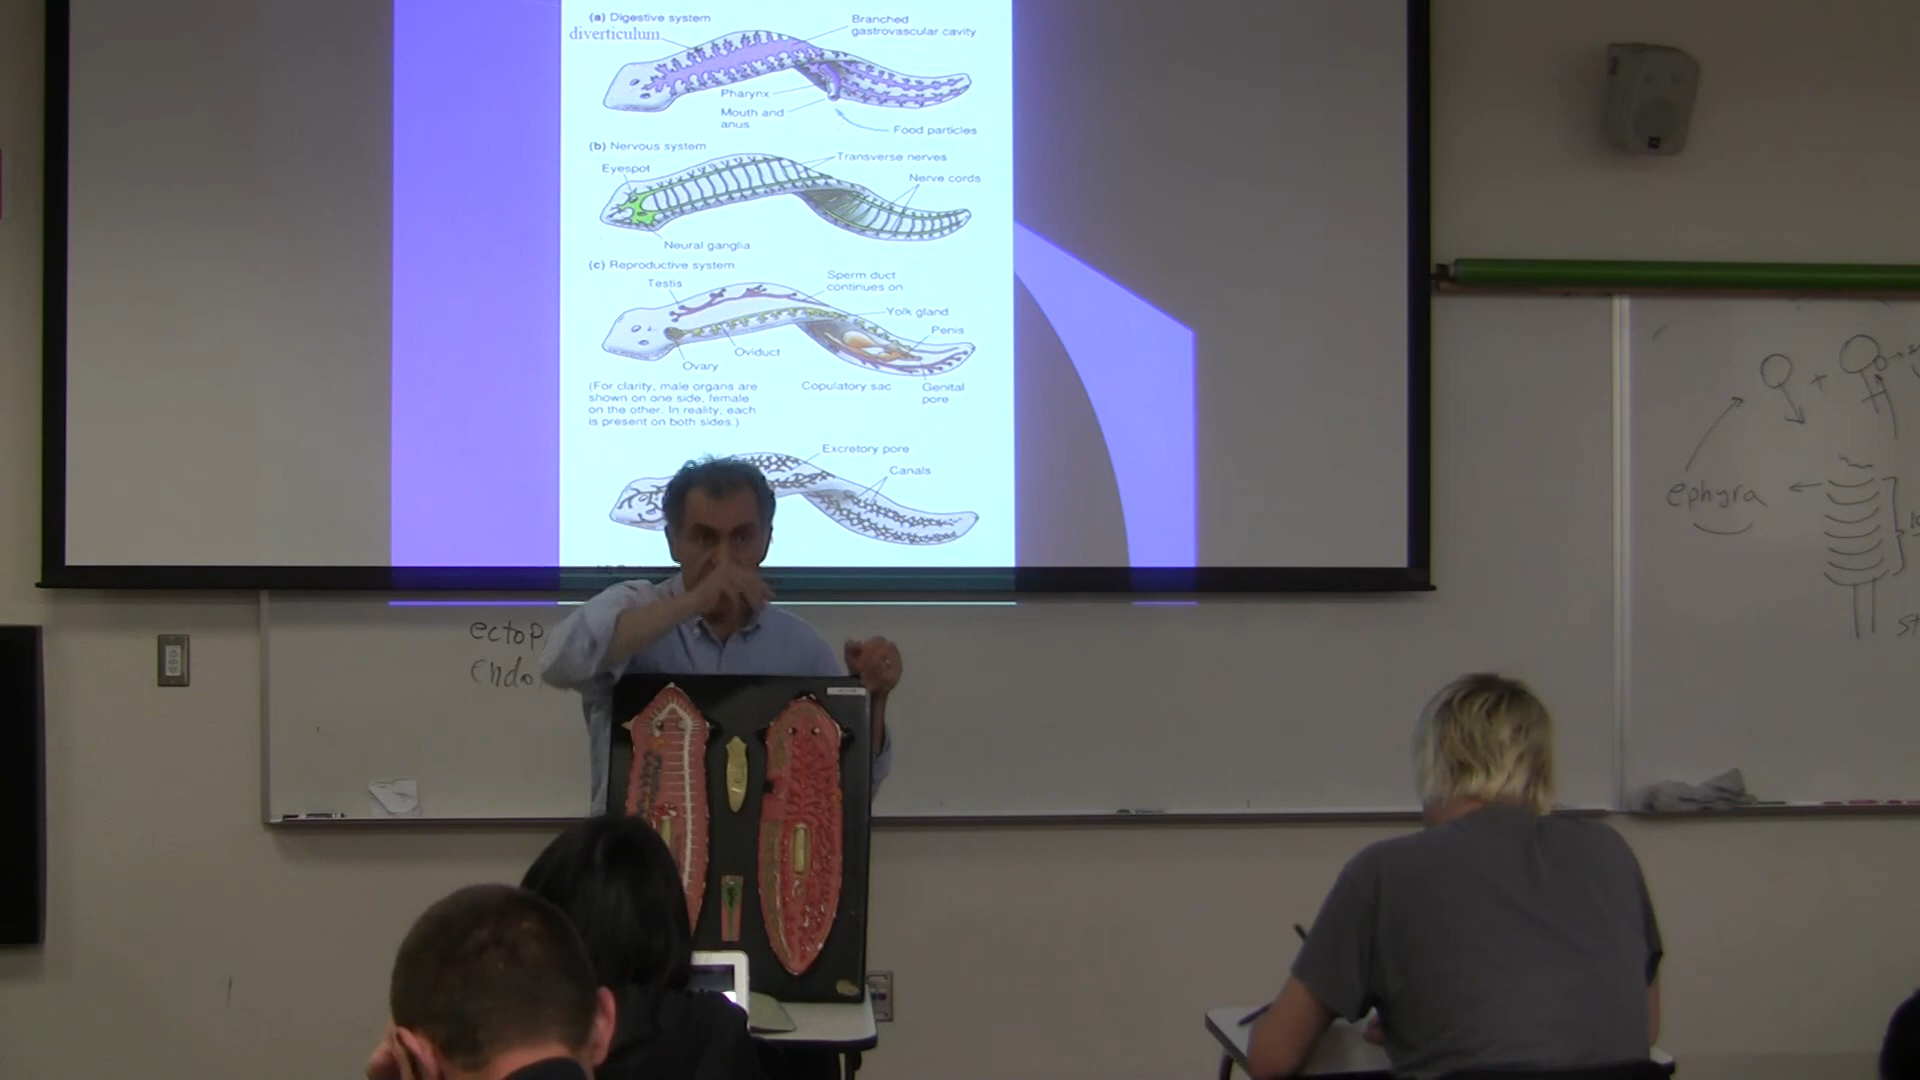 (a) Digestive system
diverticulum
Branched
gastrovascular cavity
Pharynx
Mouth and
anus
Food particles
(b) Nervous system
Eyespot
Transverse nerves
Nerve cords
Neural ganglia
(c) Reproductive system
Testis
Sperm duct
continues on
Yolk gland
Penis
Oviduct
Ovary
Copulatory sac
Genital
pore
(For clarity, male organs are
shown on one side, female
on the other. In reality, each
is present on both sides.)
Excretory pore
Canals
ectop
Endo
ephyra
st